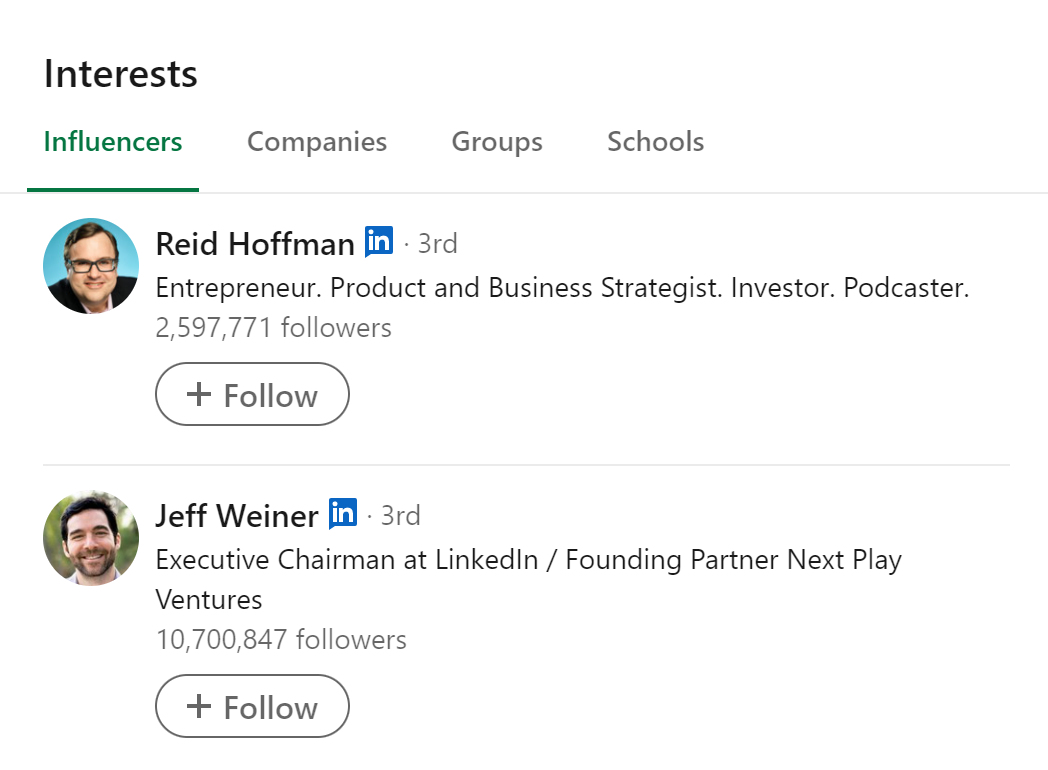 Interests
Influencers Companies Groups Schools
Reid Hoffman in · 3rd
Entrepreneur. Product and Business Strategist. Investor. Podcaster.
2,597,771 followers
+ Follow
Jeff Weiner in · 3rd
Executive Chairman at LinkedIn / Founding Partner Next Play
Ventures
10,700,847 followers
+ Follow